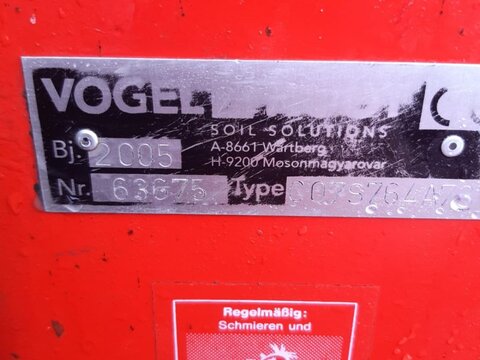 VOGEL
SOIL SOLUTIONS
A-8661 Wartberg
H-9200 Mosonmagyarovar
Bj. 2005
Nr. 63675 Type
Regelmäßig:
Schmieren und